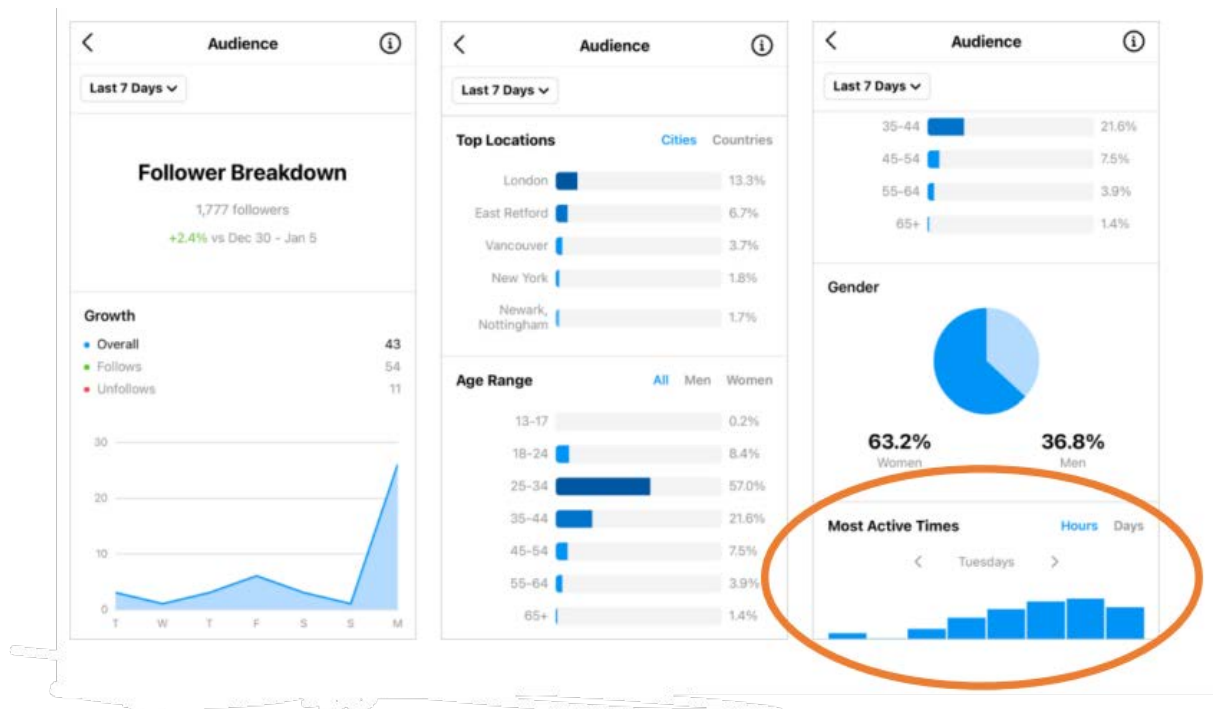 Audience
Last 7 Days
Follower Breakdown
1,777 followers
+2.4% vs Dec 30 - Jan 5
Growth
Overall 43
Follows 54
Unfollows 11
30
20
10
0
T W T F S S M
Audience
Last 7 Days
Top Locations Cities Countries
London 13.3%
East Retford 6.7%
Vancouver 3.7%
New York 1.8%
Newark,
Nottingham 1.7%
Age Range All Men Women
13-17 0.2%
18-24 8.4%
25-34 57.0%
35-44 21.6%
45-54 7.5%
55-64 3.9%
65+ 1.4%
Audience
Last 7 Days
35-44 21.6%
45-54 7.5%
55-64 3.9%
65+ 1.4%
Gender
63.2% 36.8%
Women Men
Most Active Times Hours Days
Tuesdays